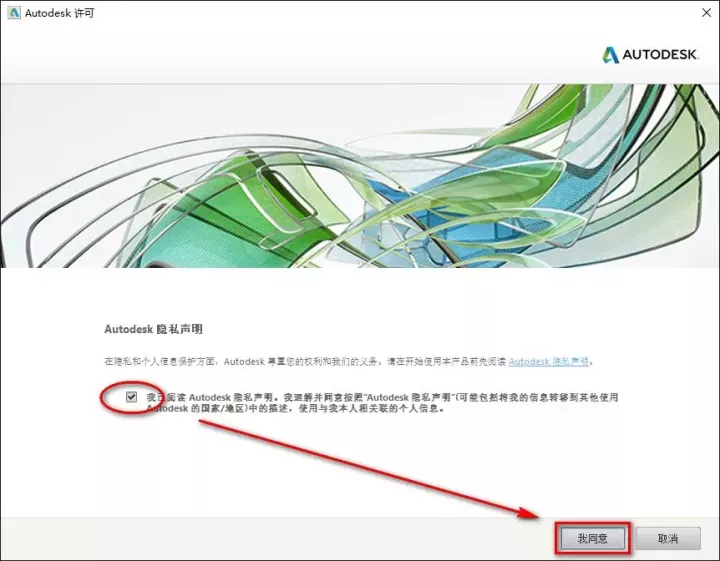 Autodesk 许可
AUTODESK.
Autodesk 隐私声明
在隐私和个人信息保护方面，Autodesk 尊重您的权利和我们的义务。请在开始使用本产品前先阅读 Autodesk 隐私声明。
我已阅读 Autodesk 隐私声明。我理解并同意按照“Autodesk 隐私声明”(可能包括将我的信息转移到其他使用
Autodesk 的国家/地区)中的描述，使用与我本人相关联的个人信息。
我同意
取消